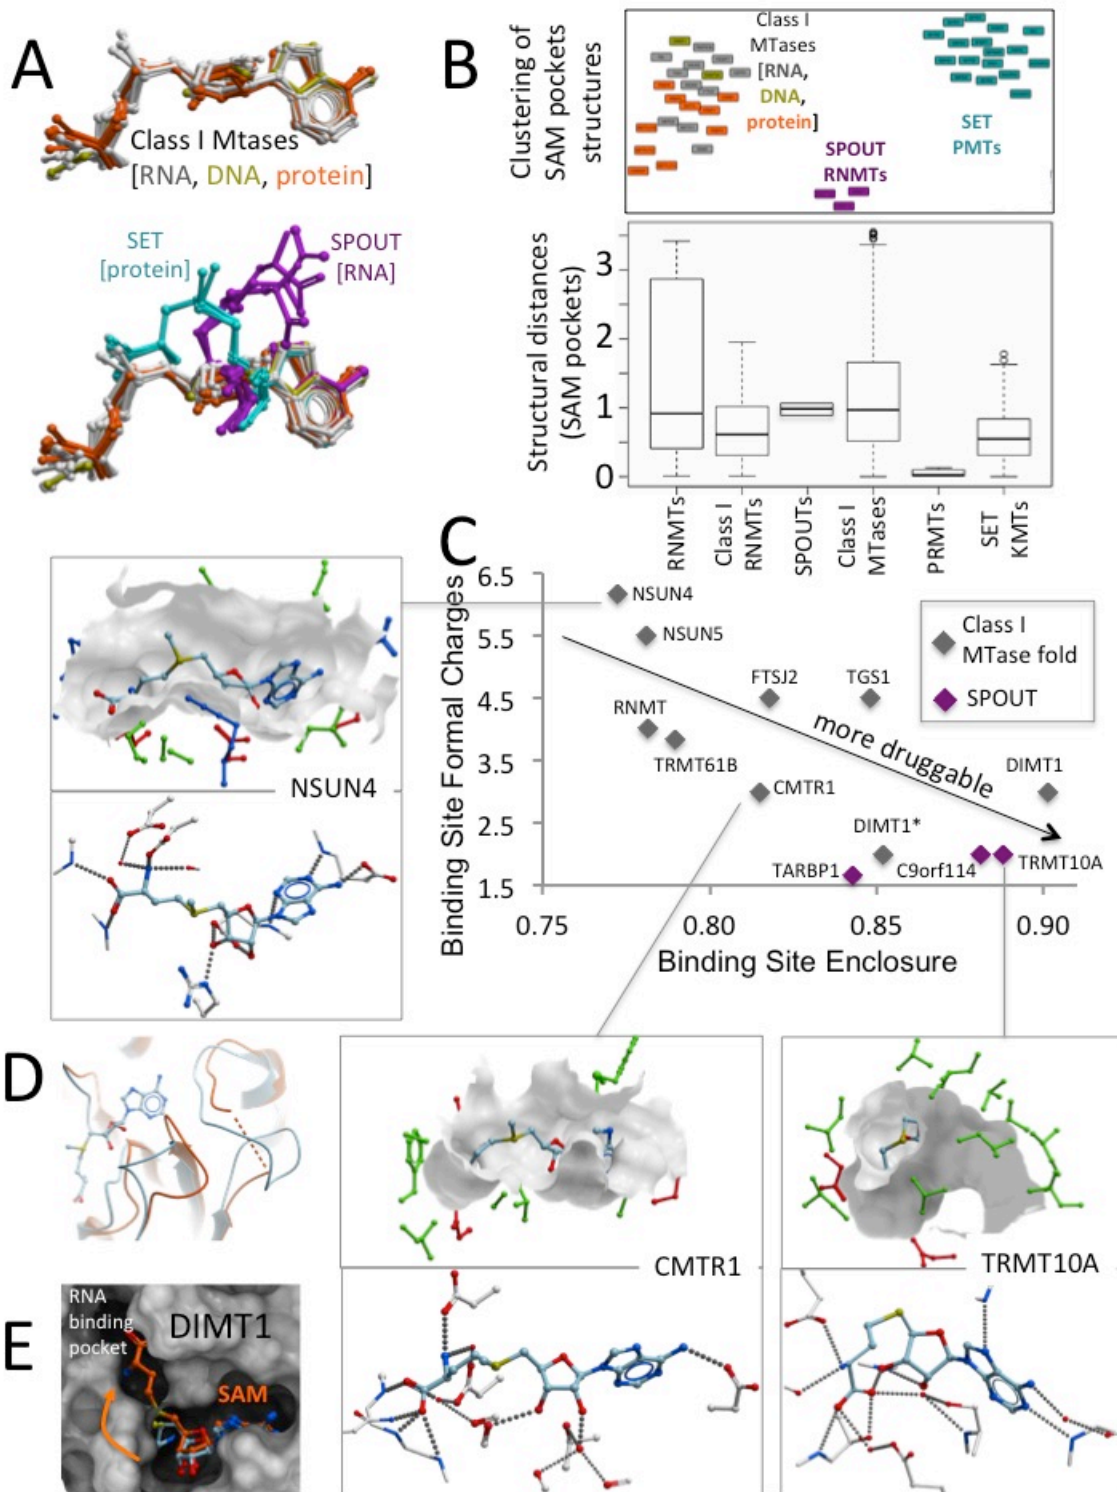 A
Class I Mtases
[RNA, DNA, protein]
SET
[protein]
SPOUT
[RNA]
B
Clustering of
SAM pockets
structures
Class I
MTases
[RNA,
DNA,
protein]
SPOUT
RNMTs
SET
PMTs
Structural distances
(SAM pockets)
3
2
1
0
RNMTs
Class I
RNMTs
SPOUTs
Class I
MTases
PRMTs
SET
KMTs
C
Binding Site Formal Charges
6.5
5.5
4.5
3.5
2.5
1.5
NSUN4
NSUN5
FTSJ2
TGS1
RNMT
TRMT61B
CMTR1
DIMT1
DIMT1*
TARBP1
C9orf114
TRMT10A
more druggable
Class I
MTase fold
SPOUT
0.75
0.80
0.85
0.90
Binding Site Enclosure
NSUN4
D
CMTR1
TRMT10A
E
RNA
binding
pocket
DIMT1
SAM